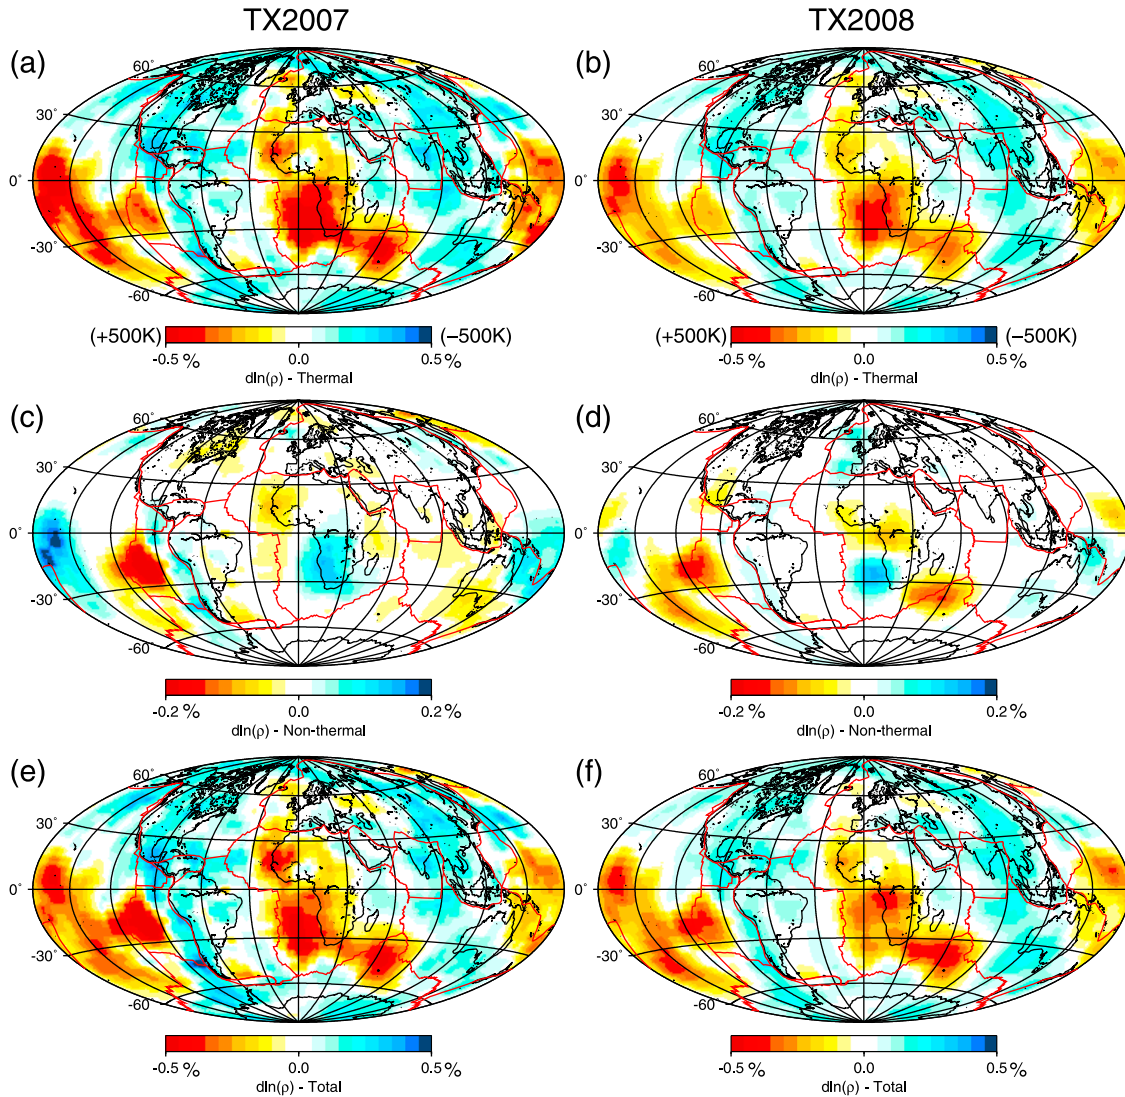 TX2007
TX2008
(a)
(b)
60°
30°
0°
-30°
-60
60°
30°
0°
-30°
-60
(+500K)
(−500K)
-0.5 %
0.0
0.5 %
dln(ρ) - Thermal
(+500K)
(−500K)
-0.5 %
0.0
0.5 %
dln(ρ) - Thermal
(c)
(d)
60°
30°
0°
-30°
-60
60°
30°
0°
-30°
-60
-0.2 %
0.0
0.2 %
dln(ρ) - Non-thermal
-0.2 %
0.0
0.2 %
dln(ρ) - Non-thermal
(e)
(f)
60°
30°
0°
-30°
-60
60°
30°
0°
-30°
-60
-0.5 %
0.0
0.5 %
dln(ρ) - Total
-0.5 %
0.0
0.5 %
dln(ρ) - Total